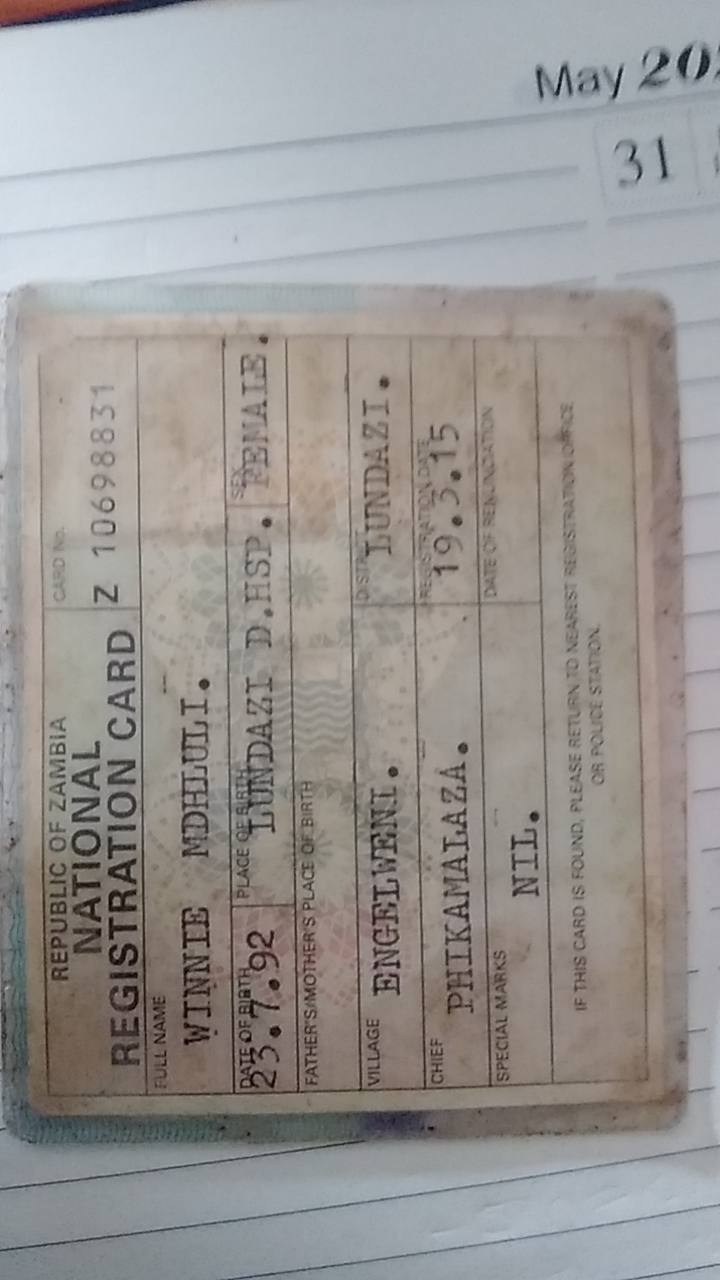 May 202
31
REPUBLIC OF ZAMBIA
NATIONAL
REGISTRATION CARD
CARD No.
Z 10698831
FULL NAME
WINNIE MDHLULI.
DATE OF BIRTH
23.7.92
PLACE OF BIRTH
LUNDAZI D.HSP.
SEX
FEMALE.
FATHER'S/MOTHER'S PLACE OF BIRTH
VILLAGE
ENGELWENI.
DISTRICT
LUNDAZI.
CHIEF
PHIKAMALAZA.
REGISTRATION DATE
19.3.15
SPECIAL MARKS
NIL.
DATE OF RENUNCIATION
IF THIS CARD IS FOUND, PLEASE RETURN TO NEAREST REGISTRATION OFFICE
OR POLICE STATION.